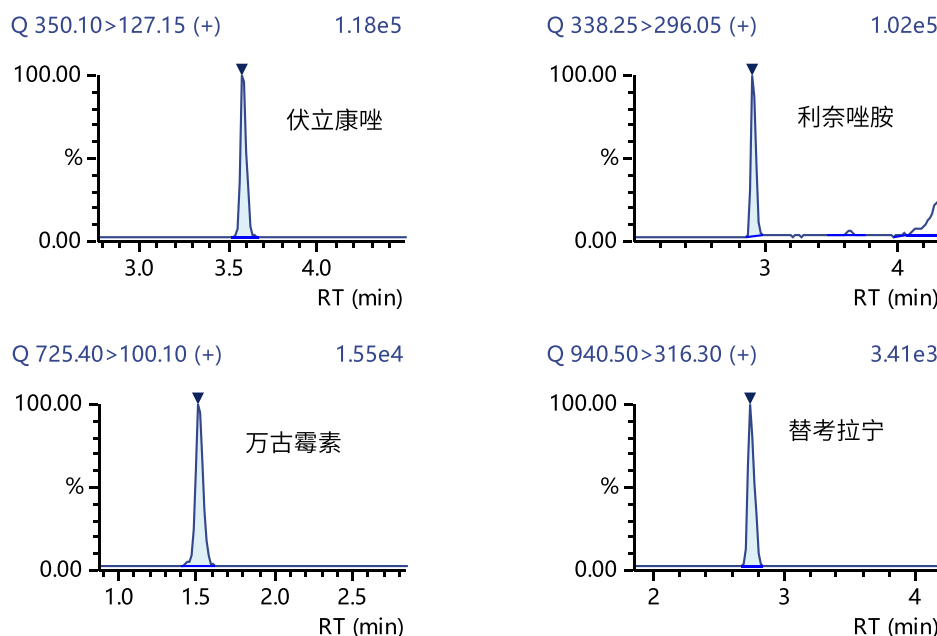 Q 350.10>127.15 (+) 1.18e5
100.00
伏立康唑
%
0.00
3.0 3.5 4.0
RT (min)
Q 338.25>296.05 (+) 1.02e5
100.00
利奈唑胺
%
0.00
3 4
RT (min)
Q 725.40>100.10 (+) 1.55e4
100.00
万古霉素
%
0.00
1.0 1.5 2.0 2.5
RT (min)
Q 940.50>316.30 (+) 3.41e3
100.00
替考拉宁
%
0.00
2 3 4
RT (min)